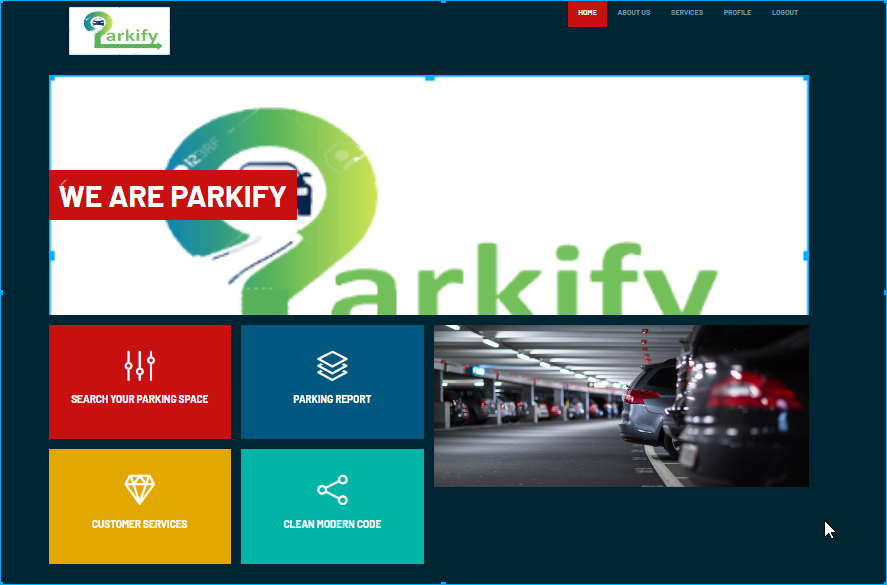 Parkify
HOME
ABOUT US
SERVICES
PROFILE
LOGOUT
123RF
WE ARE PARKIFY
arkify
SEARCH YOUR PARKING SPACE
PARKING REPORT
CUSTOMER SERVICES
CLEAN MODERN CODE